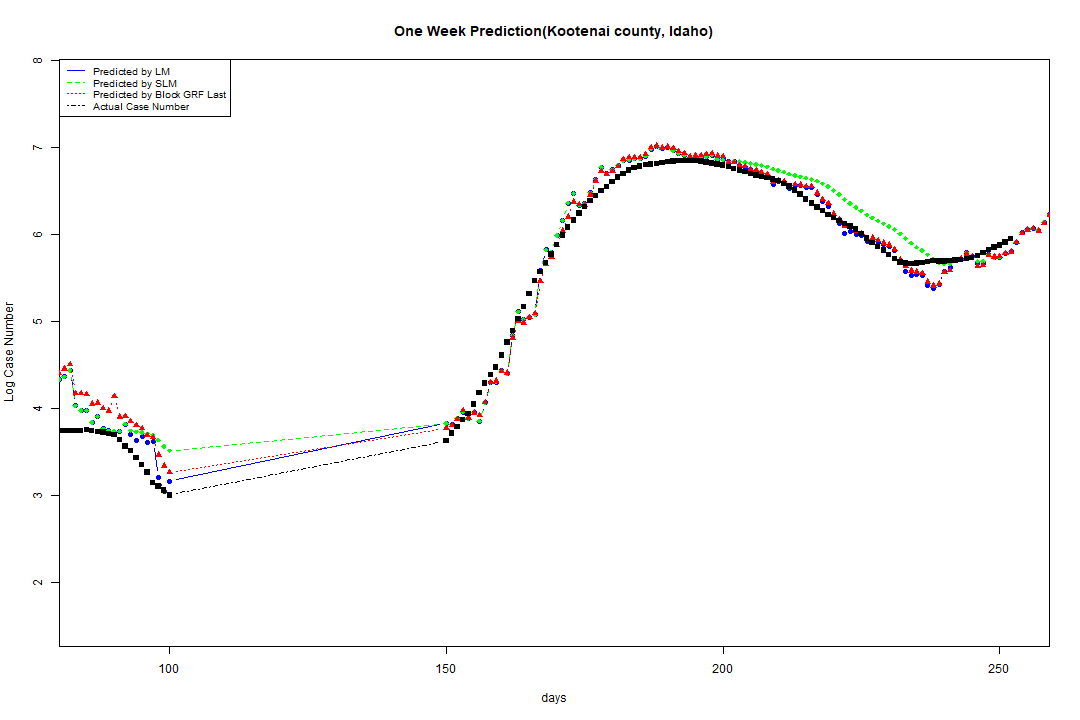 One Week Prediction(Kootenai county, Idaho)
Predicted by LM
Predicted by SLM
Predicted by Block GRF Last
Actual Case Number
8
7
6
5
4
3
2
Log Case Number
100 150 200 250
days